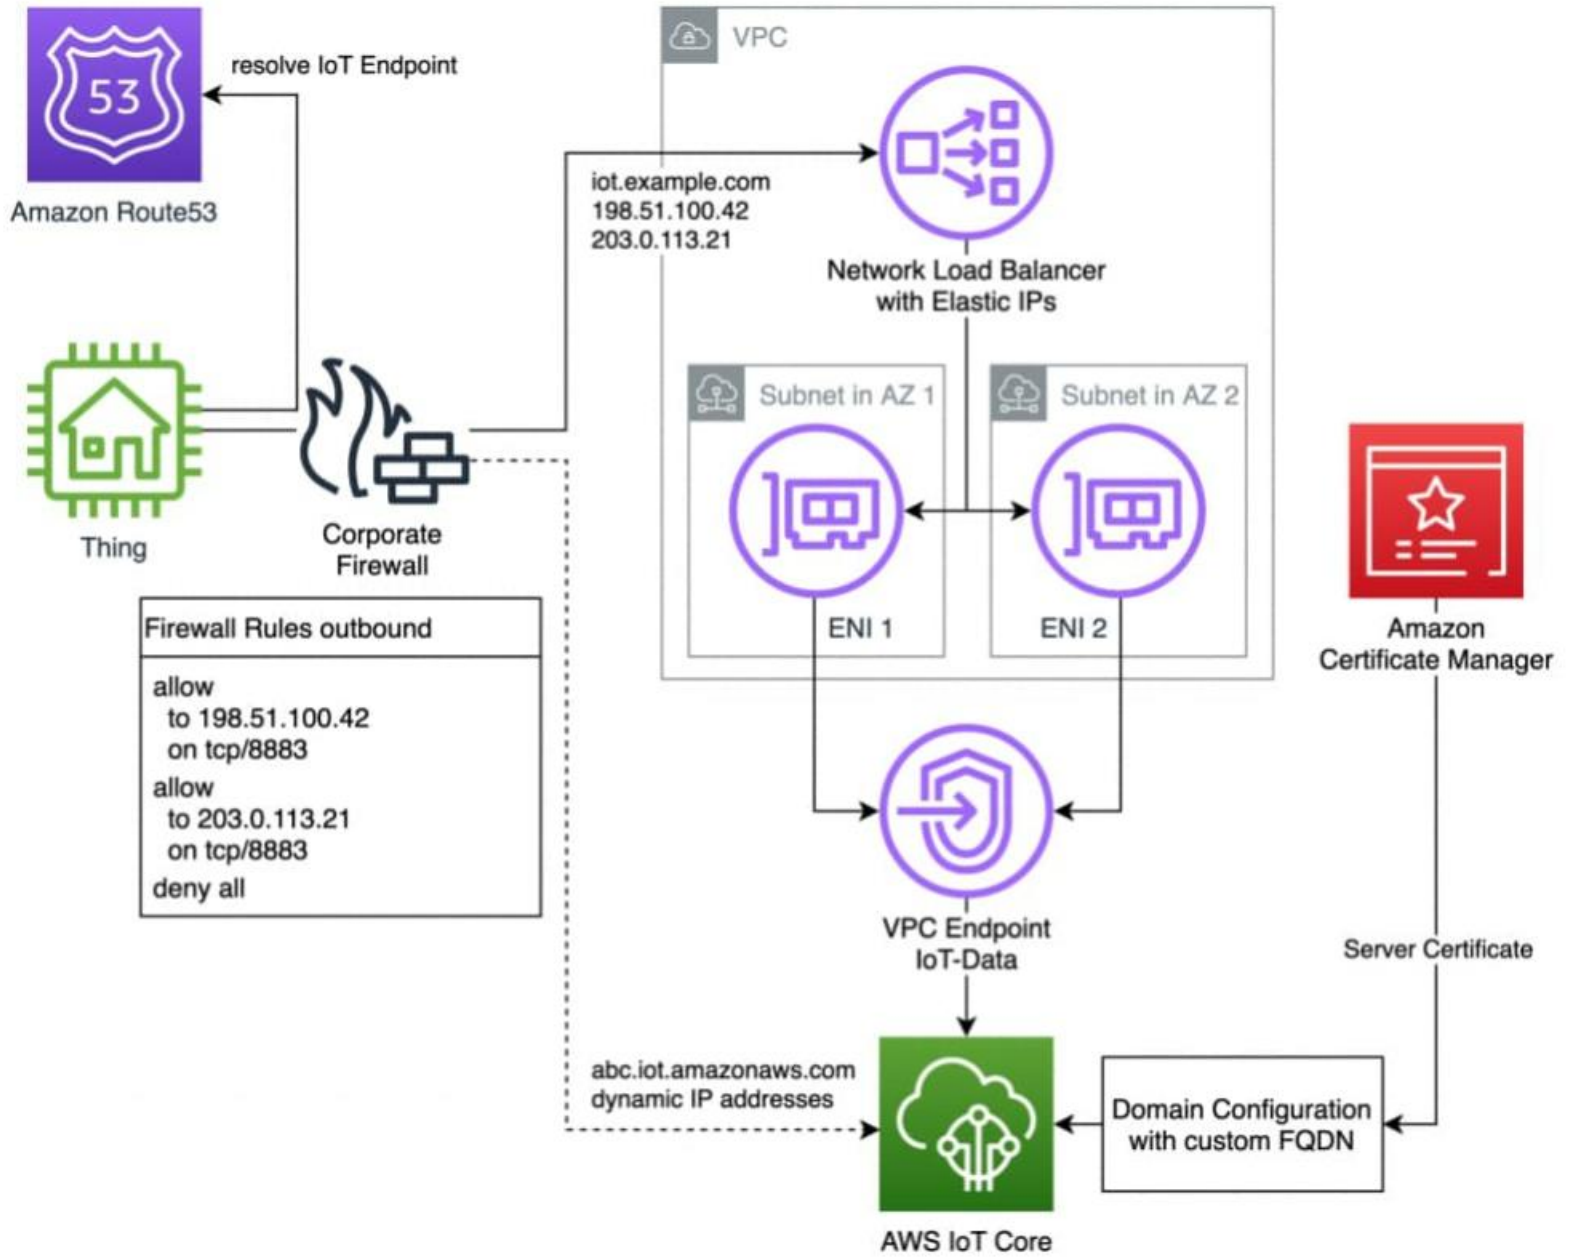 53
resolve IoT Endpoint
Amazon Route53
VPC
iot.example.com
198.51.100.42
203.0.113.21
Network Load Balancer
with Elastic IPs
Subnet in AZ 1
Subnet in AZ 2
Thing
Corporate
Firewall
ENI 1
ENI 2
Amazon
Certificate Manager
Firewall Rules outbound
allow
to 198.51.100.42
on tcp/8883
allow
to 203.0.113.21
on tcp/8883
deny all
VPC Endpoint
IoT-Data
Server Certificate
abc.iot.amazonaws.com
dynamic IP addresses
Domain Configuration
with custom FQDN
AWS IoT Core